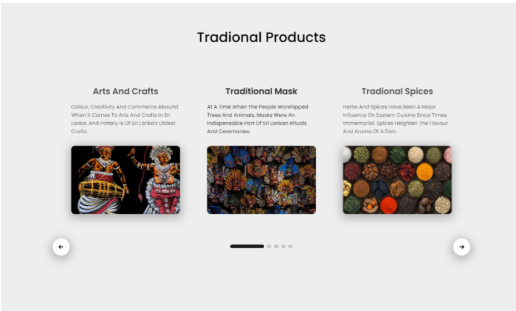 Tradional Products
Arts And Crafts
Colour, Creativity And Commerce Abound
When It Comes To Arts And Crafts In Sri
Lanka. And Pottery Is Of Sri Lanka's Oldest
Crafts.
Traditional Mask
At A Time When The People Worshipped
Trees And Animals, Masks Were An
Indispensable Part Of Sri Lankan Rituals
And Ceremonies.
Traditional Spices
Herbs And Spices Have Been A Major
Influence On Eastern Cuisine Since Times
Immemorial. Spices Heighten The Flavour
And Aroma Of A Dish.